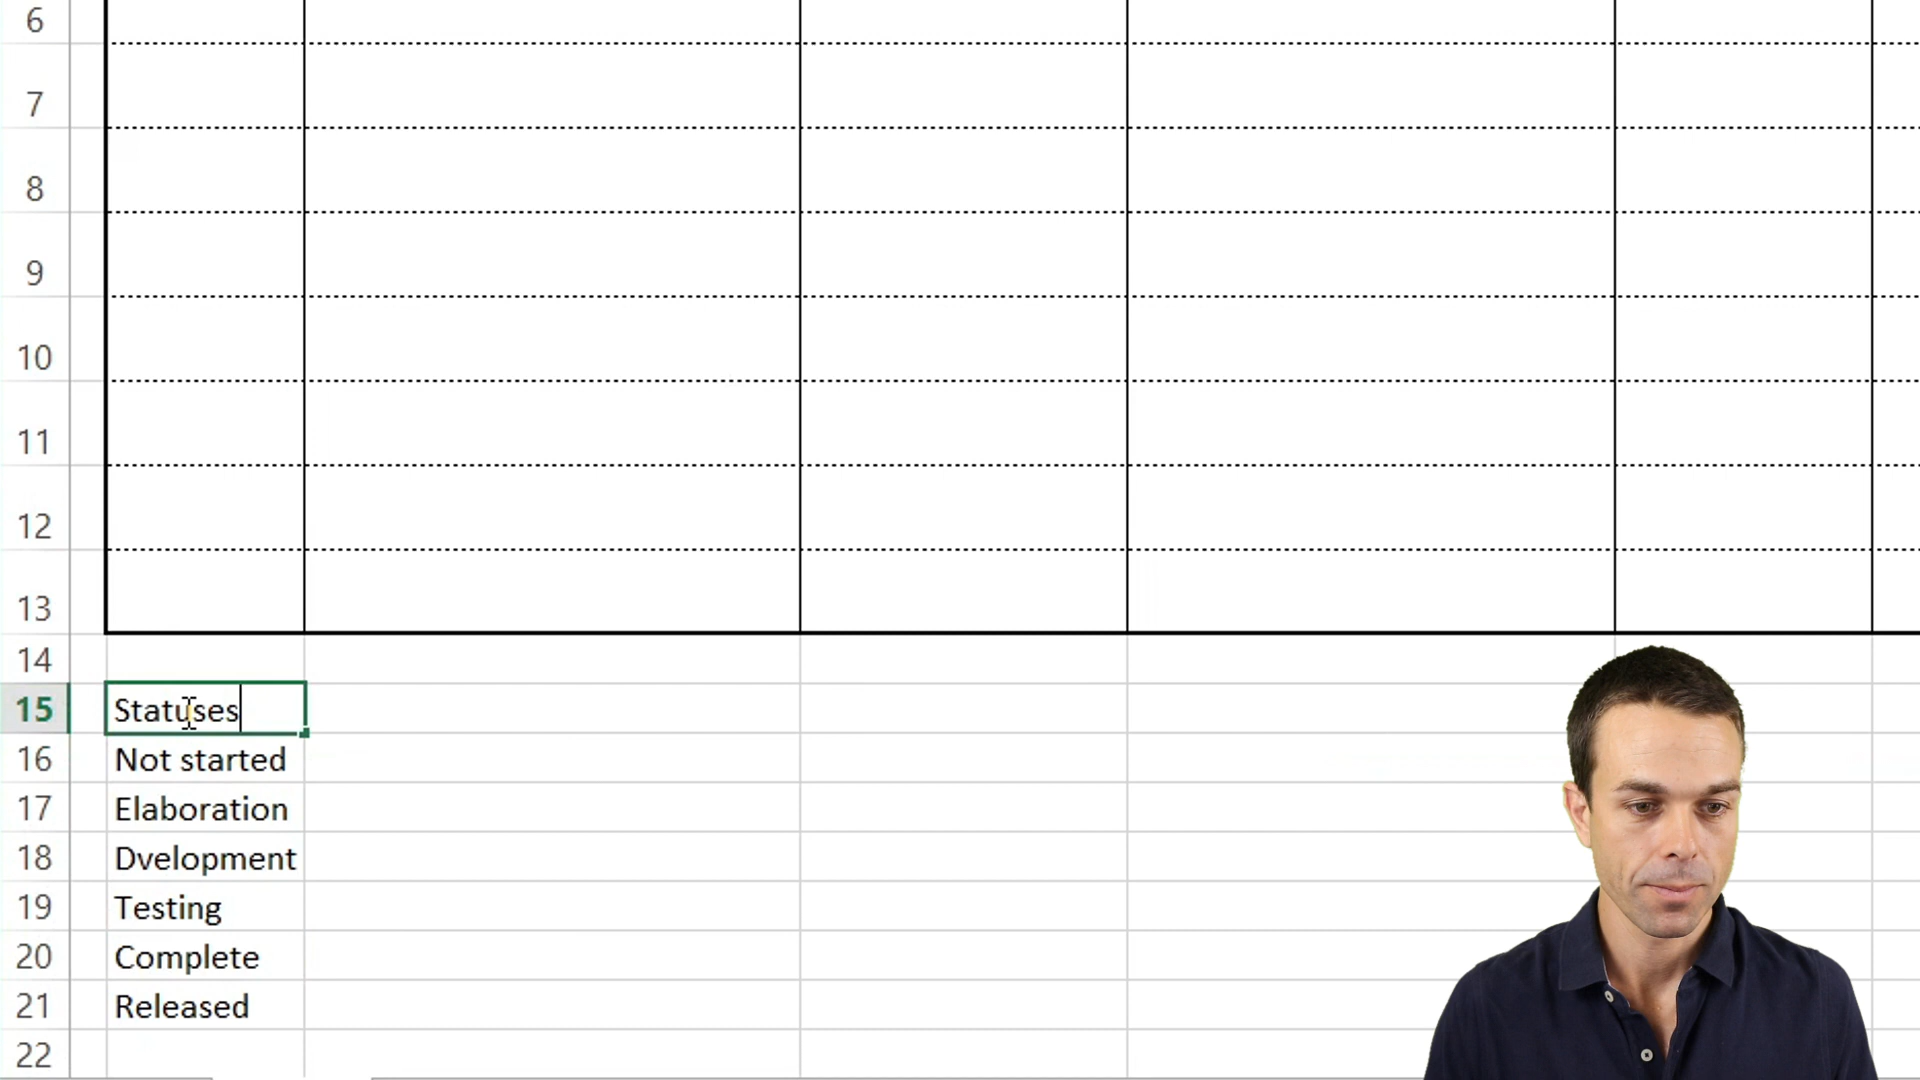 6
7
8
9
10
11
12
13
14
15 Statuses
16 Not started
17 Elaboration
18 Dvelopment
19 Testing
20 Complete
21 Released
22